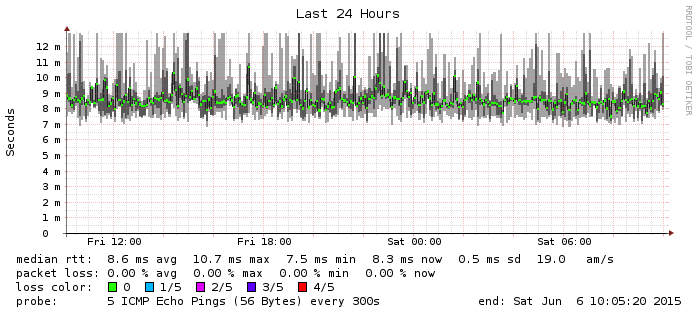 Last 24 Hours
RRDTOOL / TOBI OETIKER
Seconds
12 m
11 m
10 m
9 m
8 m
7 m
6 m
5 m
4 m
3 m
2 m
1 m
0
Fri 12:00 Fri 18:00 Sat 00:00 Sat 06:00
median rtt: 8.6 ms avg 10.7 ms max 7.5 ms min 8.3 ms now 0.5 ms sd 19.0 am/s
packet loss: 0.00 % avg 0.00 % max 0.00 % min 0.00 % now
loss color: 0 1/5 2/5 3/5 4/5
probe: 5 ICMP Echo Pings (56 Bytes) every 300s end: Sat Jun 6 10:05:20 2015